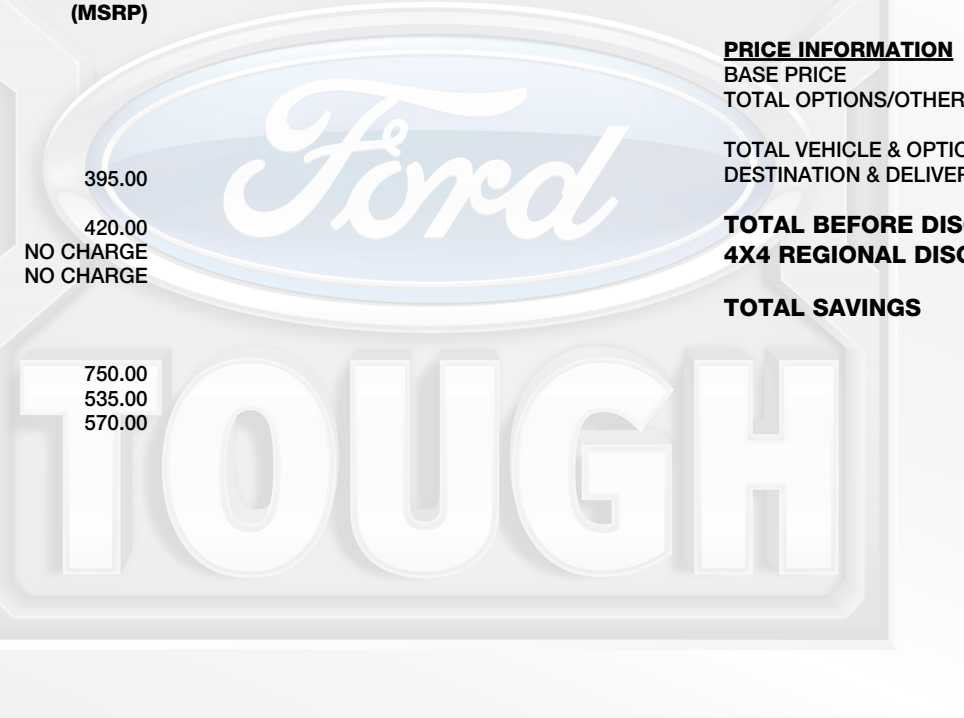 (MSRP)
395.00
420.00
NO CHARGE
NO CHARGE
750.00
535.00
570.00
PRICE INFORMATION
BASE PRICE
TOTAL OPTIONS/OTHER
TOTAL VEHICLE & OPTIO
DESTINATION & DELIVER
TOTAL BEFORE DIS
4X4 REGIONAL DISC
TOTAL SAVINGS
Ford
TOUGH